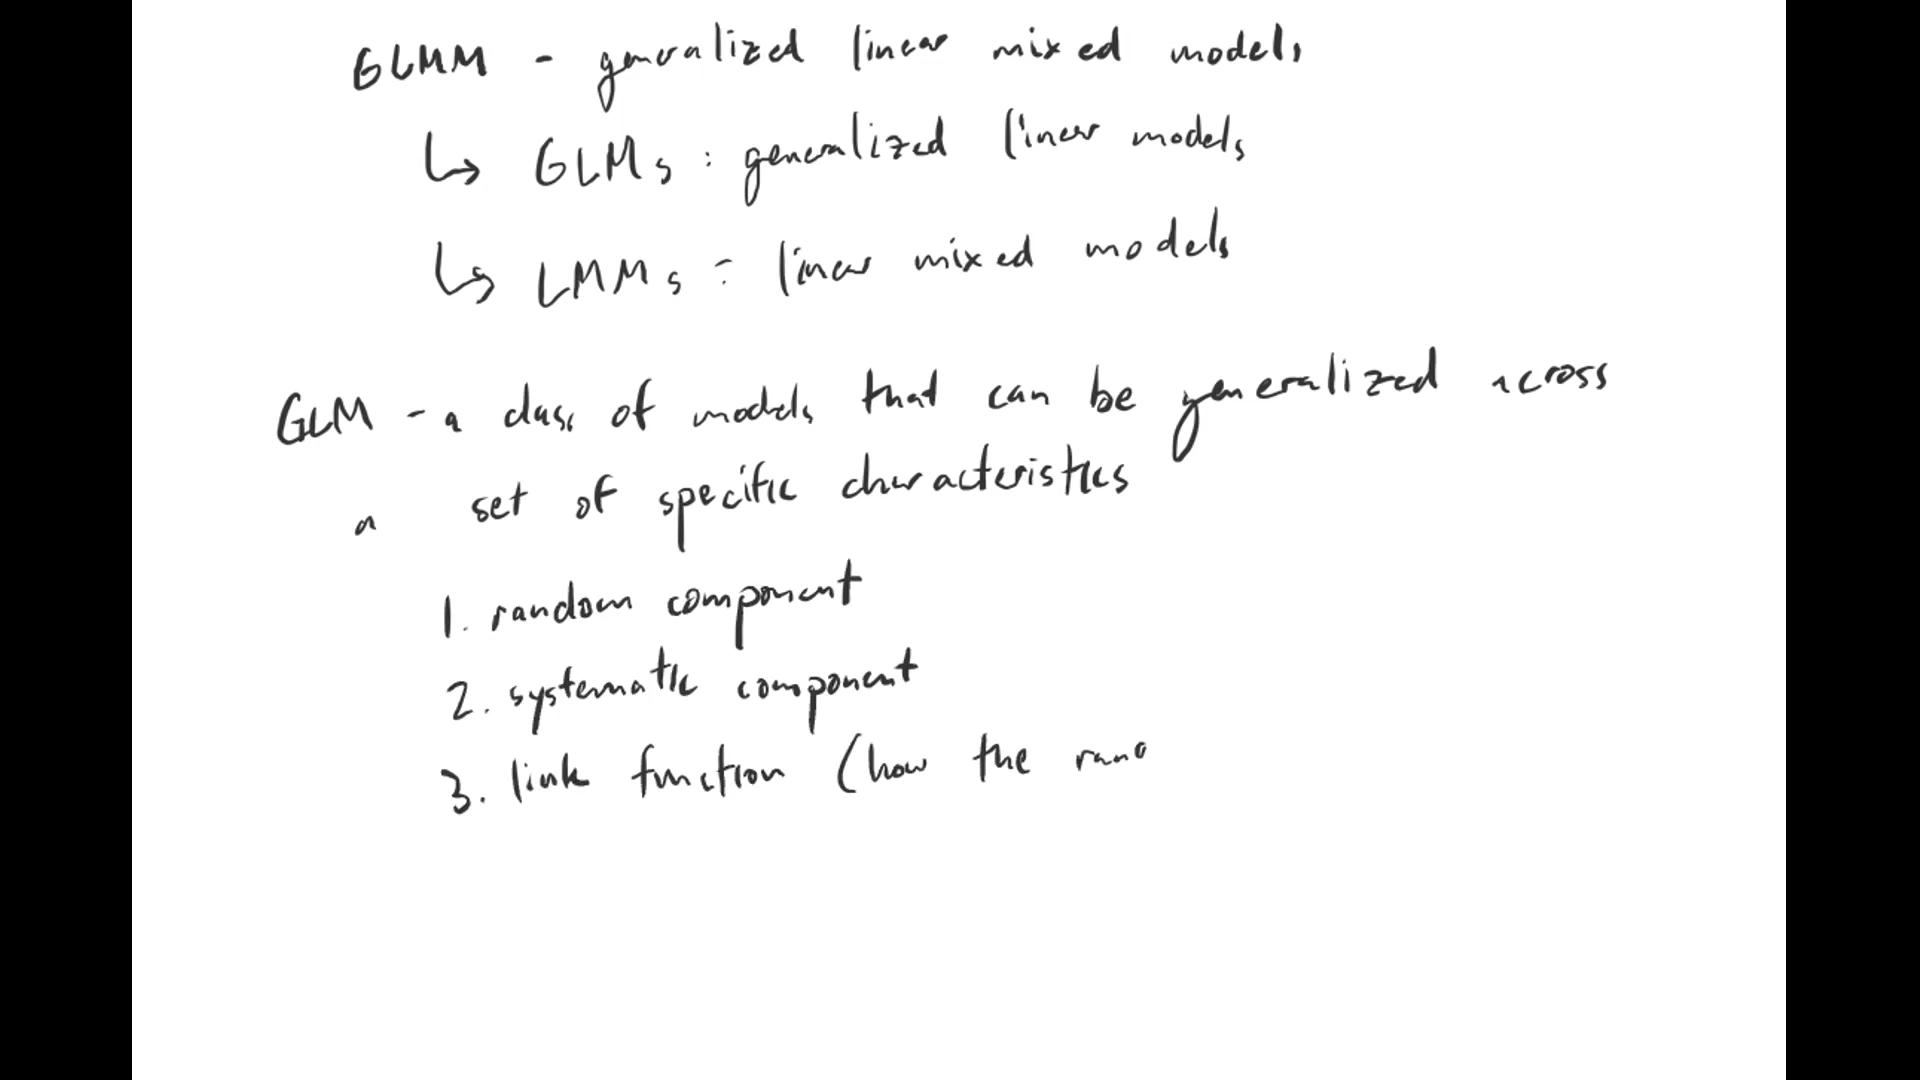 GLMM - generalized linear mixed models
↳ GLMs : generalized linear models
↳ LMMs : linear mixed models
GLM - a class of models that can be generalized across
a set of specific characteristics
1. random component
2. systematic component
3. link function (how the rand